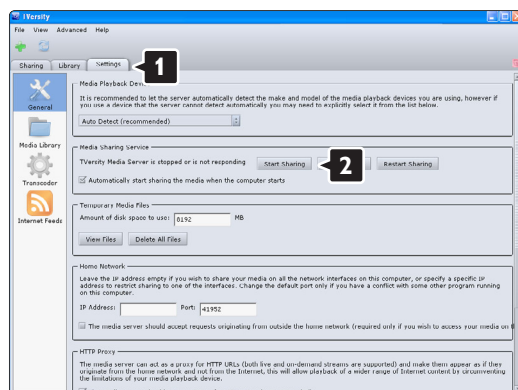 TVersity
File View Advanced Help
Sharing Library Settings
1
General
Media Library
Transcoder
Internet Feeds
Media Playback
It is recommended to let the server automatically detect the make and model of the media playback devices you are using, however if
you use a device that the server cannot detect automatically you may need to explicitly select it from the list below.
Auto Detect (recommended)
Media Sharing Service
TVersity Media Server is stopped or is not responding Start Sharing 2 Restart Sharing
Automatically start sharing the media when the computer starts
Temporary Media Files
Amount of disk space to use: 8192 MB
View Files Delete All Files
Home Network
Leave the IP address empty if you wish to share your media on all the network interfaces on this computer, or specify a specific IP
address to restrict sharing to one of the interfaces. Change the default port only if you have a conflict with some other program running
on this computer.
IP Address: Port: 41952
The media server should accept requests originating from outside the home network (required only if you wish to access your media on
HTTP Proxy
The media server can act as a proxy for HTTP URLs (both live and on-demand streams are supported) and make them appear as if they
originate from the home network and not from the Internet, this will allow playback of a wider range of Internet content by circumventing
the limitations of your media playback device.